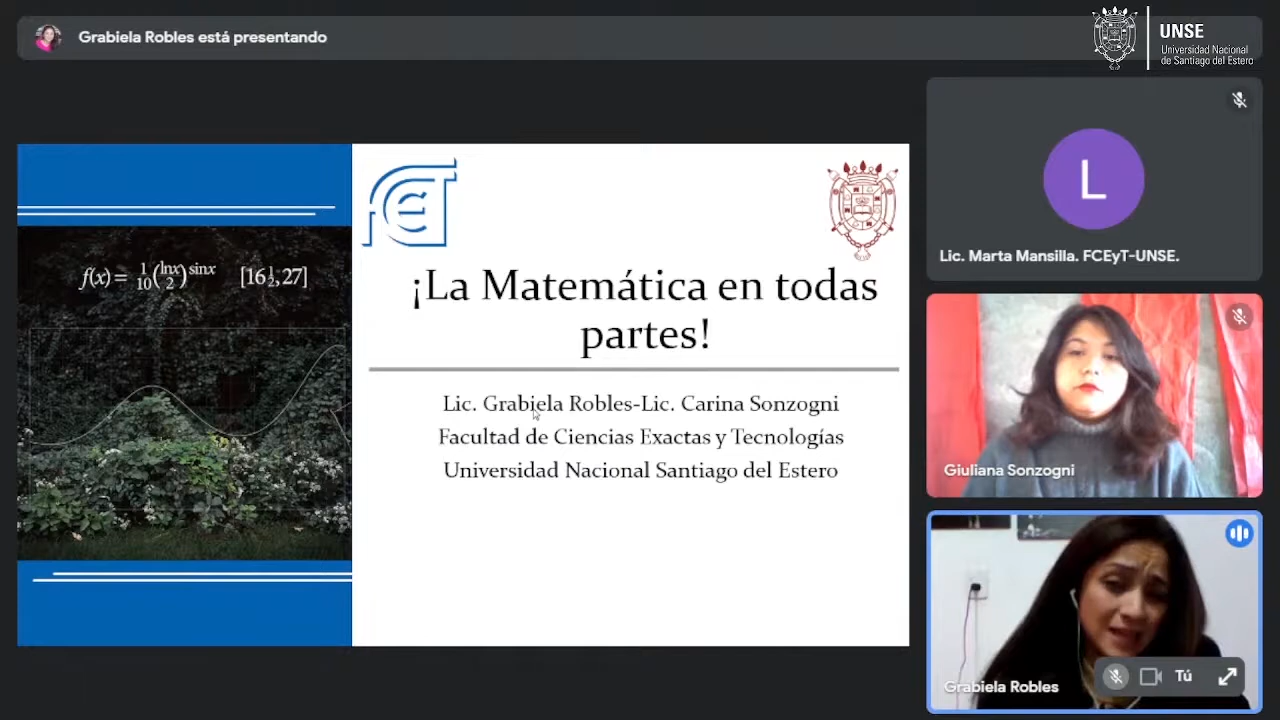 Grabiela Robles está presentando
UNSE
Universidad Nacional
de Santiago del Estero
f(x) = 1/10 (lnx/2)^sinx [16 1/2, 27]
¡La Matemática en todas
partes!
Lic. Grabiela Robles-Lic. Carina Sonzogni
Facultad de Ciencias Exactas y Tecnologías
Universidad Nacional Santiago del Estero
L
Lic. Marta Mansilla. FCEyT-UNSE.
Giuliana Sonzogni
Grabiela Robles
Tú